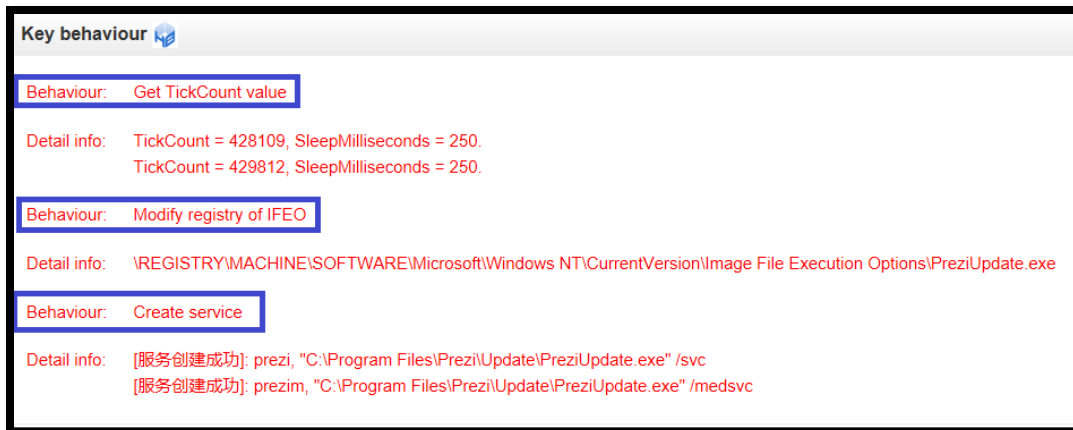 Key behaviour
Behaviour: Get TickCount value
Detail info: TickCount = 428109, SleepMilliseconds = 250.
TickCount = 429812, SleepMilliseconds = 250.
Behaviour: Modify registry of IFEO
Detail info: \REGISTRY\MACHINE\SOFTWARE\Microsoft\Windows NT\CurrentVersion\Image File Execution Options\PreziUpdate.exe
Behaviour: Create service
Detail info: [服务创建成功]: prezi, "C:\Program Files\Prezi\Update\PreziUpdate.exe" /svc
[服务创建成功]: prezim, "C:\Program Files\Prezi\Update\PreziUpdate.exe" /medsvc